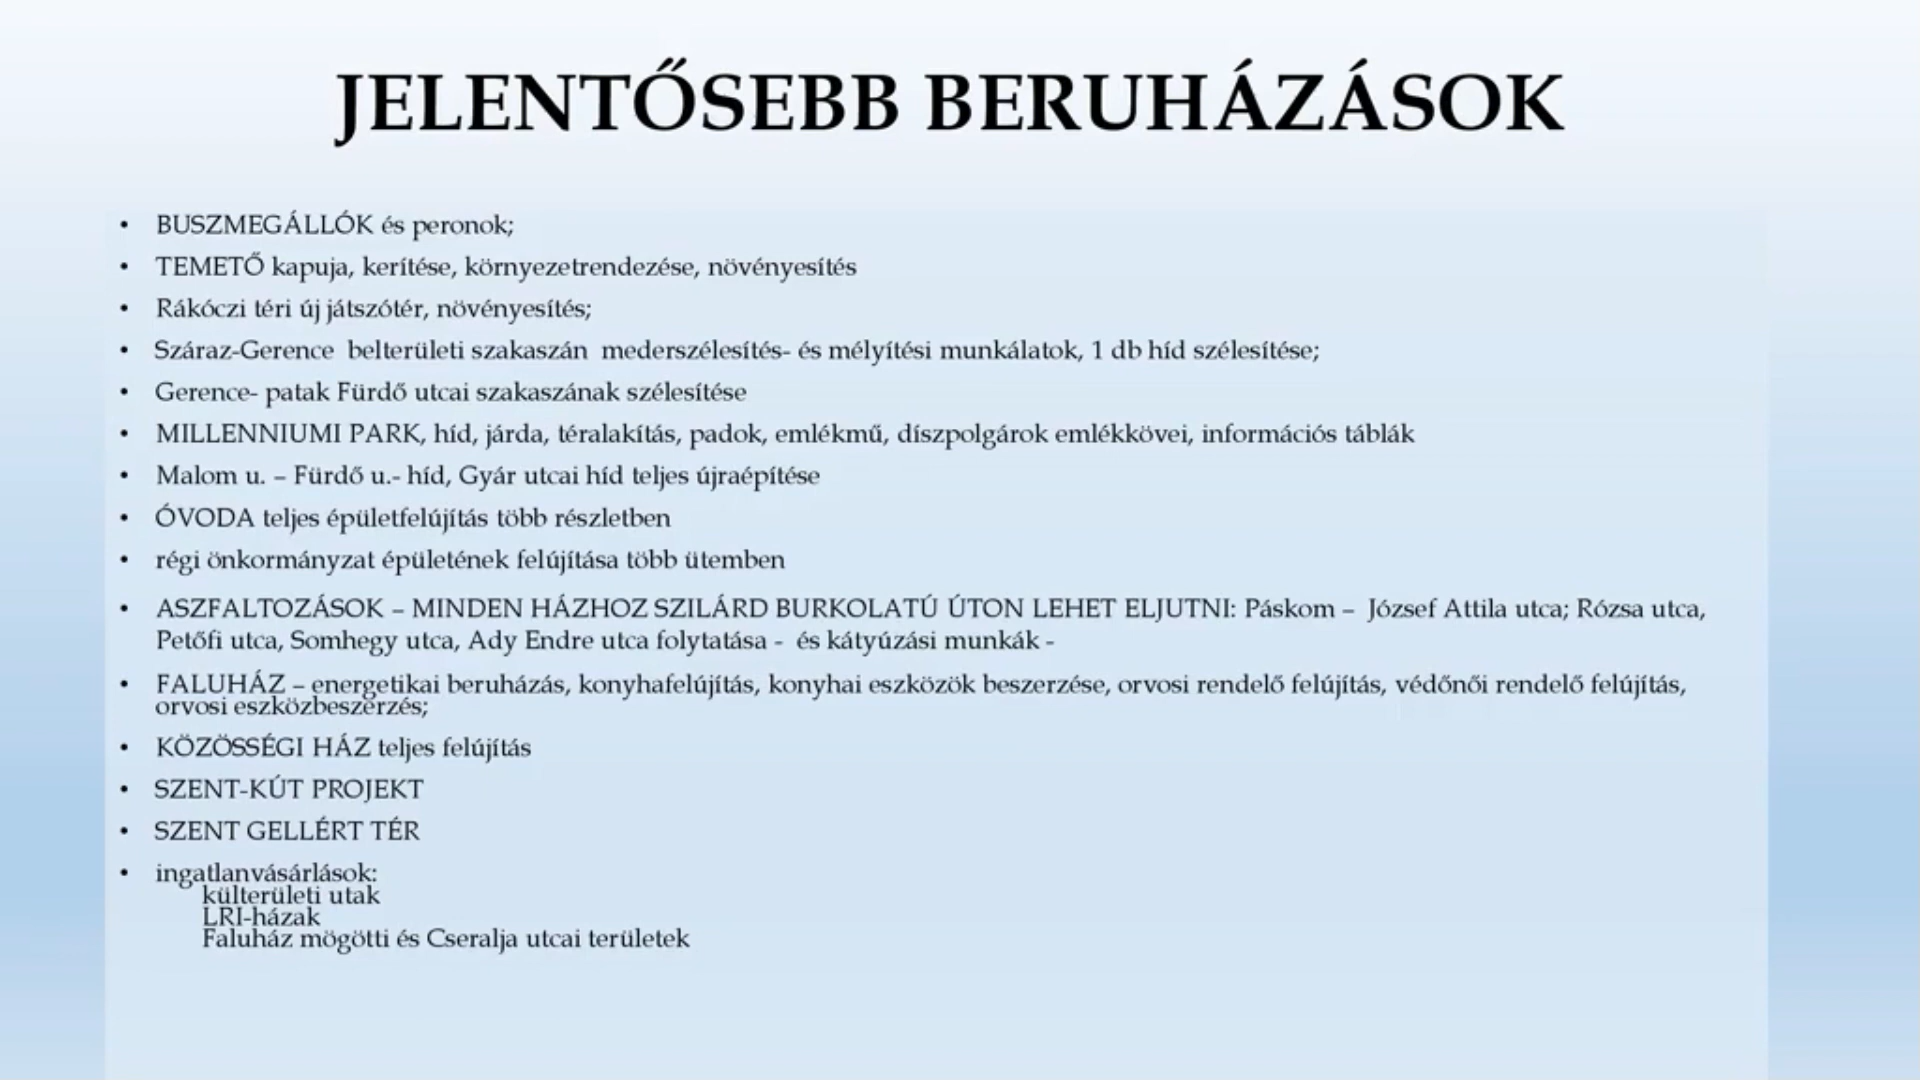 JELENTŐSEBB BERUHÁZÁSOK
• BUSZMEGÁLLÓK és peronok;
• TEMETŐ kapuja, kerítése, környezetrendezése, növényesítés
• Rákóczi téri új játszótér, növényesítés;
• Száraz-Gerence  belterületi szakaszán  mederszélesítés- és mélyítési munkálatok, 1 db híd szélesítése;
• Gerence- patak Fürdő utcai szakaszának szélesítése
• MILLENNIUMI PARK, híd, járda, téralakítás, padok, emlékmű, díszpolgárok emlékkövei, információs táblák
• Malom u. – Fürdő u.- híd, Gyár utcai híd teljes újraépítése
• ÓVODA teljes épületfelújítás több részletben
• régi önkormányzat épületének felújítása több ütemben
• ASZFALTOZÁSOK – MINDEN HÁZHOZ SZILÁRD BURKOLATÚ ÚTON LEHET ELJUTNI: Páskom –  József Attila utca; Rózsa utca,
Petőfi utca, Somhegy utca, Ady Endre utca folytatása -  és kátyúzási munkák -
• FALUHÁZ – energetikai beruházás, konyhafelújítás, konyhai eszközök beszerzése, orvosi rendelő felújítás, védőnői rendelő felújítás,
orvosi eszközbeszerzés;
• KÖZÖSSÉGI HÁZ teljes felújítás
• SZENT-KÚT PROJEKT
• SZENT GELLÉRT TÉR
• ingatlanvásárlások:
külterületi utak
LRI-házak
Faluház mögötti és Cseralja utcai területek